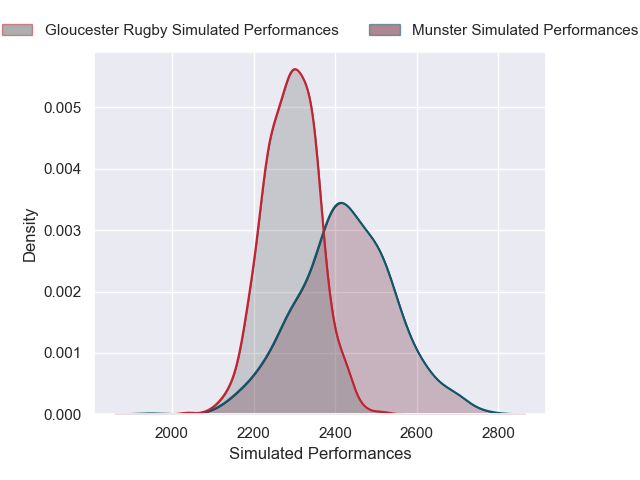 Gloucester Rugby Simulated Performances
Munster Simulated Performances
0.005
0.004
0.003
0.002
0.001
0.000
Density
2000
2200
2400
2600
2800
Simulated Performances